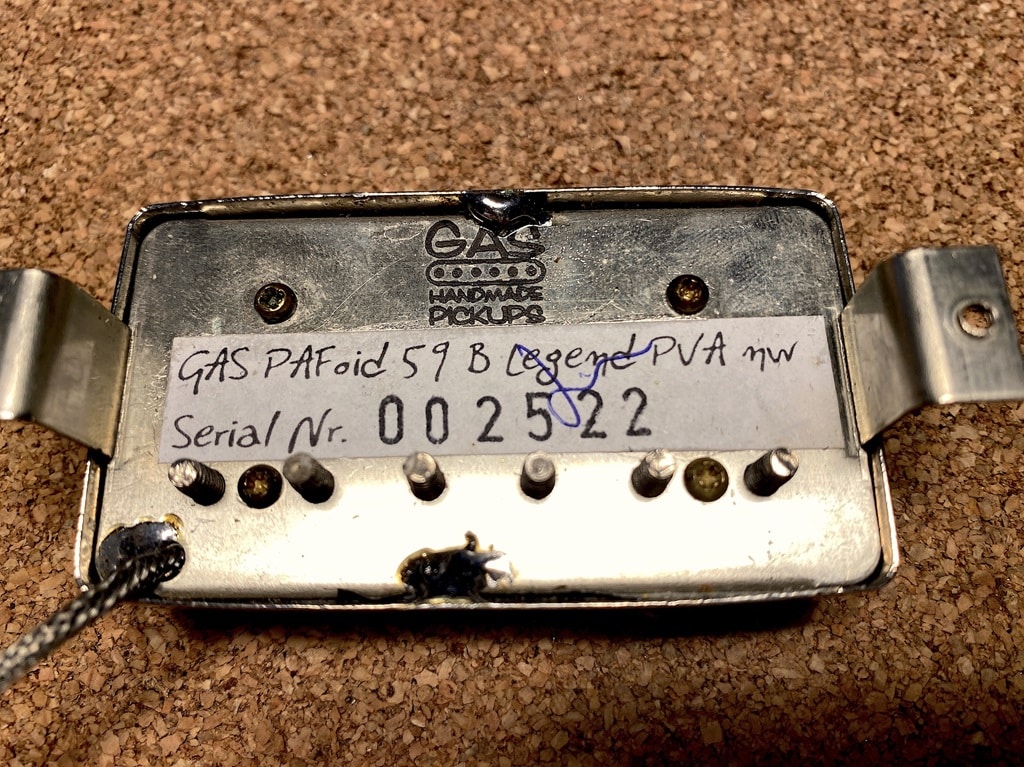 GAS
HANDMADE
PICKUPS
GAS PAFoid 59 B Legend PVA nw
Serial Nr. 002522